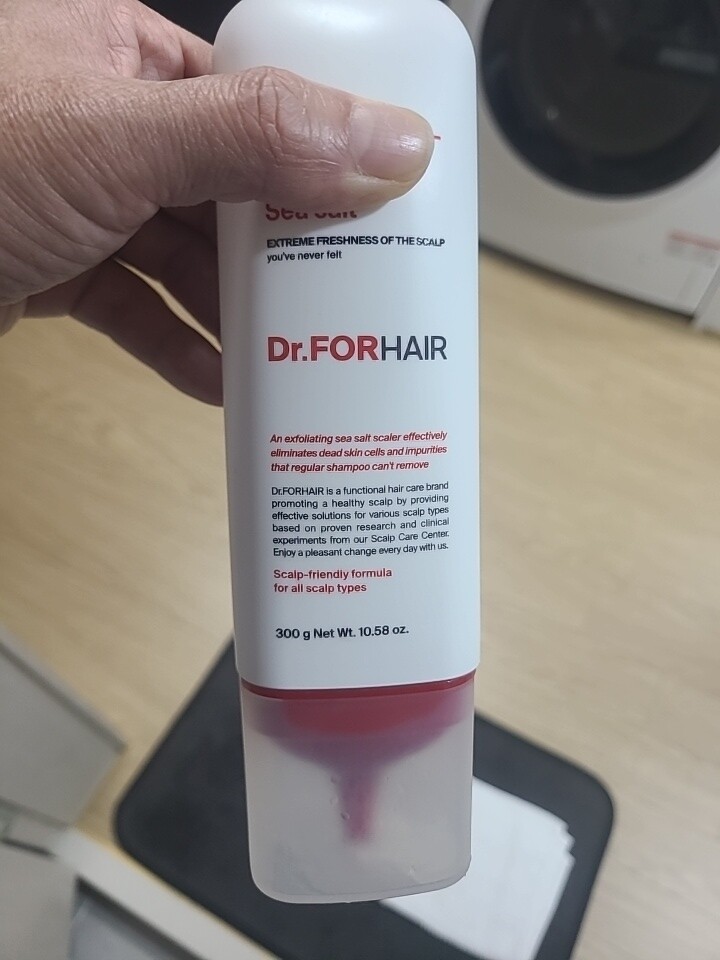 Sea Salt
EXTREME FRESHNESS OF THE SCALP
you've never felt
Dr.FORHAIR
An exfoliating sea salt scaler effectively
eliminates dead skin cells and impurities
that regular shampoo can't remove
Dr.FORHAIR is a functional hair care brand
promoting a healthy scalp by providing
effective solutions for various scalp types
based on proven research and clinical
experiments from our Scalp Care Center.
Enjoy a pleasant change every day with us.
Scalp-friendly formula
for all scalp types
300 g Net Wt. 10.58 oz.